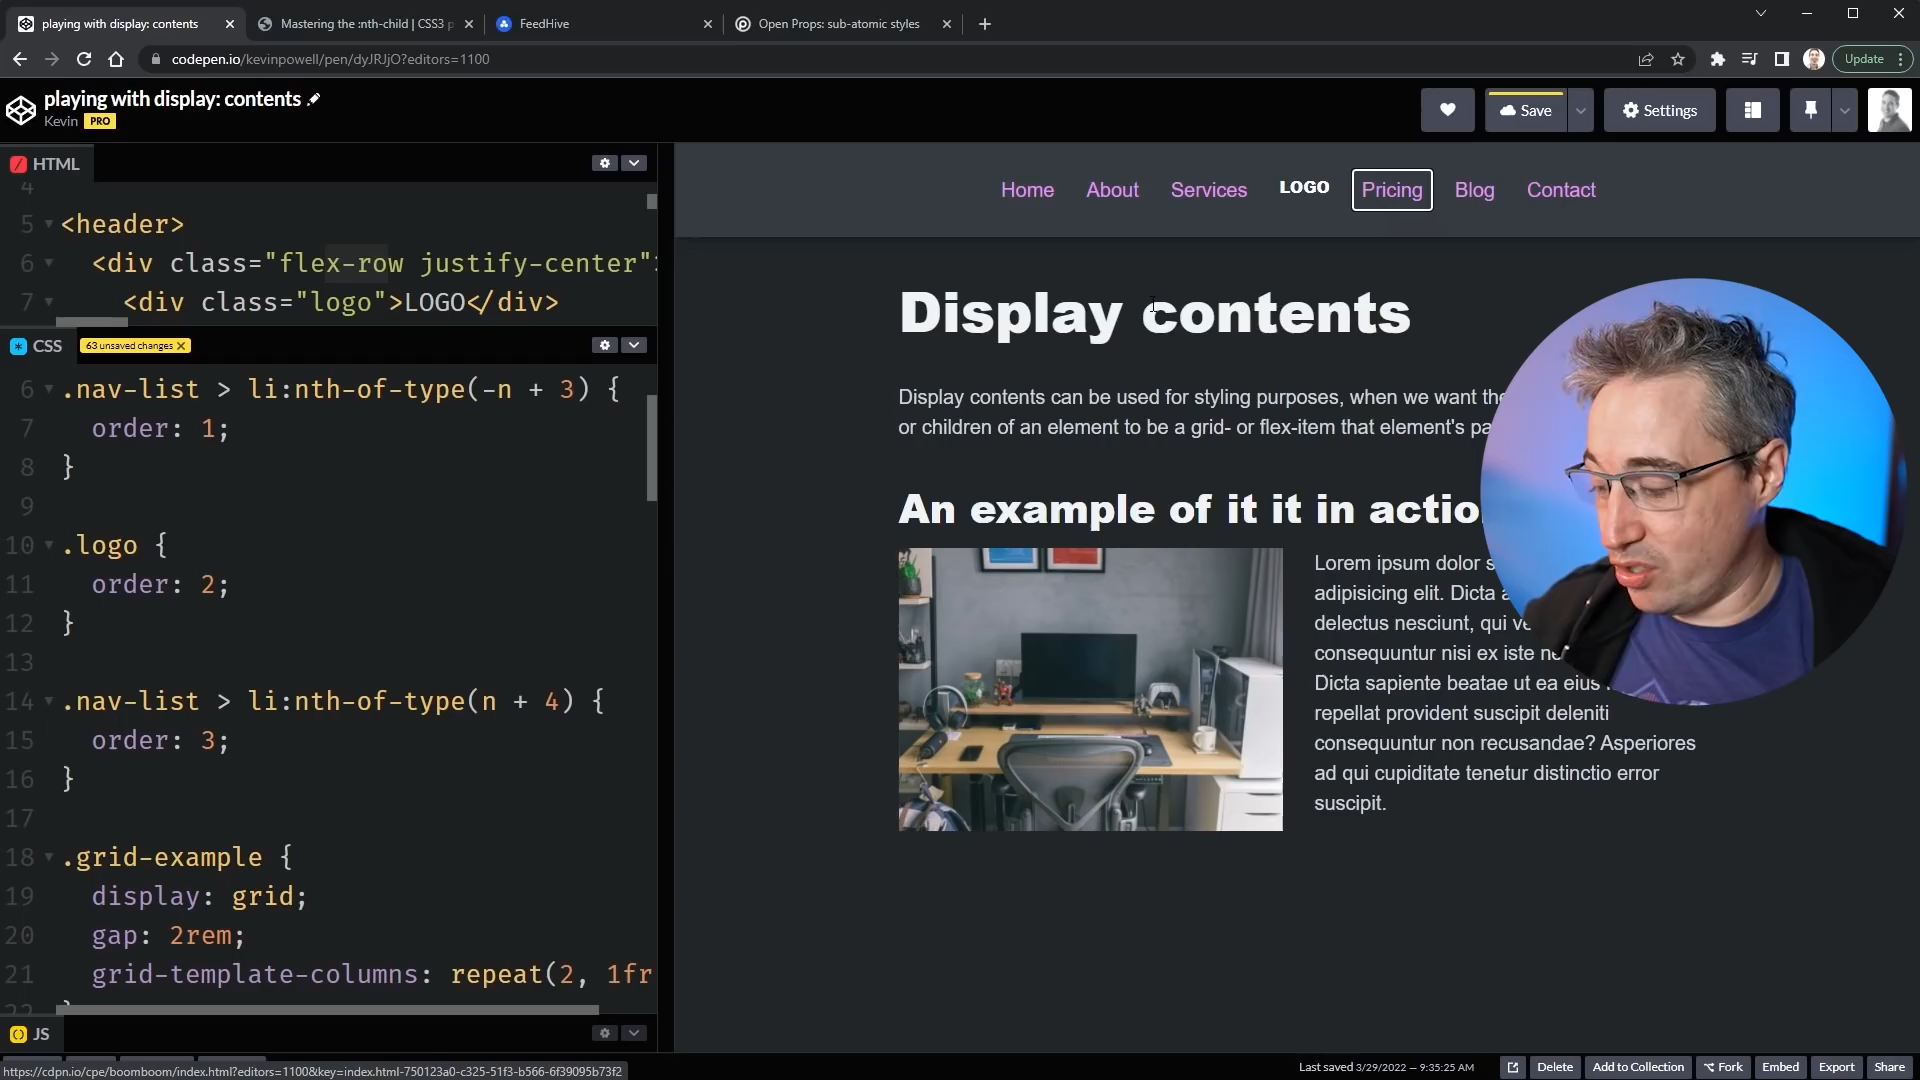 playing with display: contents
Mastering the :nth-child | CSS3 p
FeedHive
Open Props: sub-atomic styles
codepen.io/kevinpowell/pen/dyJRJjO?editors=1100
Update
playing with display: contents
Kevin PRO
Save
Settings
HTML
4
5 <header>
6 <div class="flex-row justify-center"
7 <div class="logo">LOGO</div>
CSS
63 unsaved changes
6 .nav-list > li:nth-of-type(-n + 3) {
7 order: 1;
8 }
9
10 .logo {
11 order: 2;
12 }
13
14 .nav-list > li:nth-of-type(n + 4) {
15 order: 3;
16 }
17
18 .grid-example {
19 display: grid;
20 gap: 2rem;
21 grid-template-columns: repeat(2, 1fr
22 }
JS
Home About Services LOGO Pricing Blog Contact
Display contents
Display contents can be used for styling purposes, when we want
or children of an element to be a grid- or flex-item that element's
An example of it it in
Lorem ipsum dolor
adipisicing elit. Dicta
delectus nesciunt, qui
consequuntur nisi ex iste
Dicta sapiente beatae ut ea eius
repellat provident suscipit deleniti
consequuntur non recusandae? Asperiores
ad qui cupiditate tenetur distinctio error
suscipit.
https://cdpn.io/cpe/boomboom/index.html?editors=1100&key=index.html-750123a0-c325-51f3-b566-6f39095b73f2
Last saved 3/29/2022 — 9:35:25 AM
Delete
Add to Collection
Fork
Embed
Export
Share